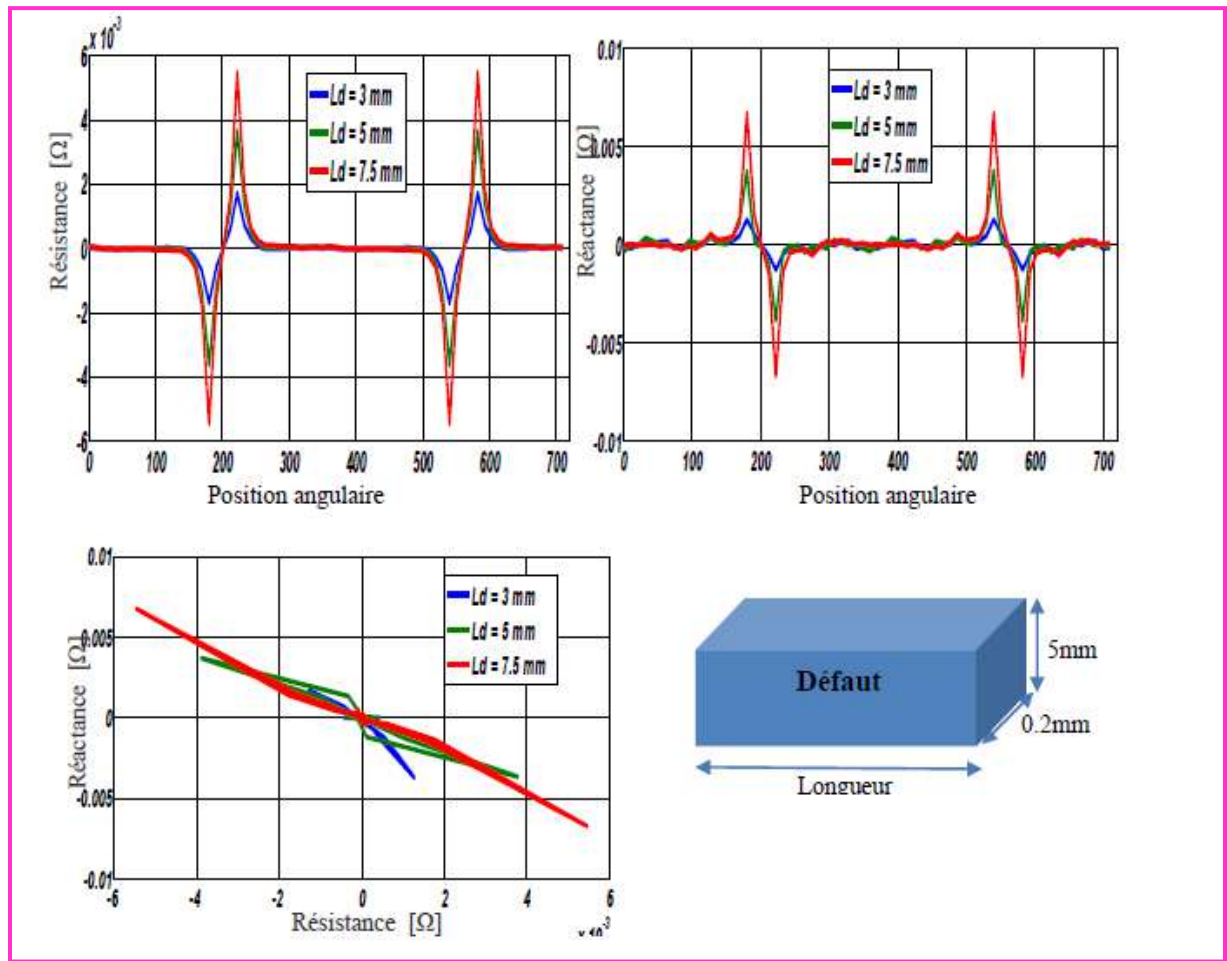 x 10^-3
6
4
2
0
-2
-4
-6
0 100 200 300 400 500 600 700
Résistance [Ω]
Position angulaire
Ld = 3 mm
Ld = 5 mm
Ld = 7.5 mm
0.01
0.005
0
-0.005
-0.01
0 100 200 300 400 500 600 700
Réactance [Ω]
Position angulaire
Ld = 3 mm
Ld = 5 mm
Ld = 7.5 mm
0.01
0.005
0
-0.005
-0.01
-6 -4 -2 0 2 4 6
x 10^-3
Réactance [Ω]
Résistance [Ω]
Ld = 3 mm
Ld = 5 mm
Ld = 7.5 mm
Défaut
5mm
0.2mm
Longueur